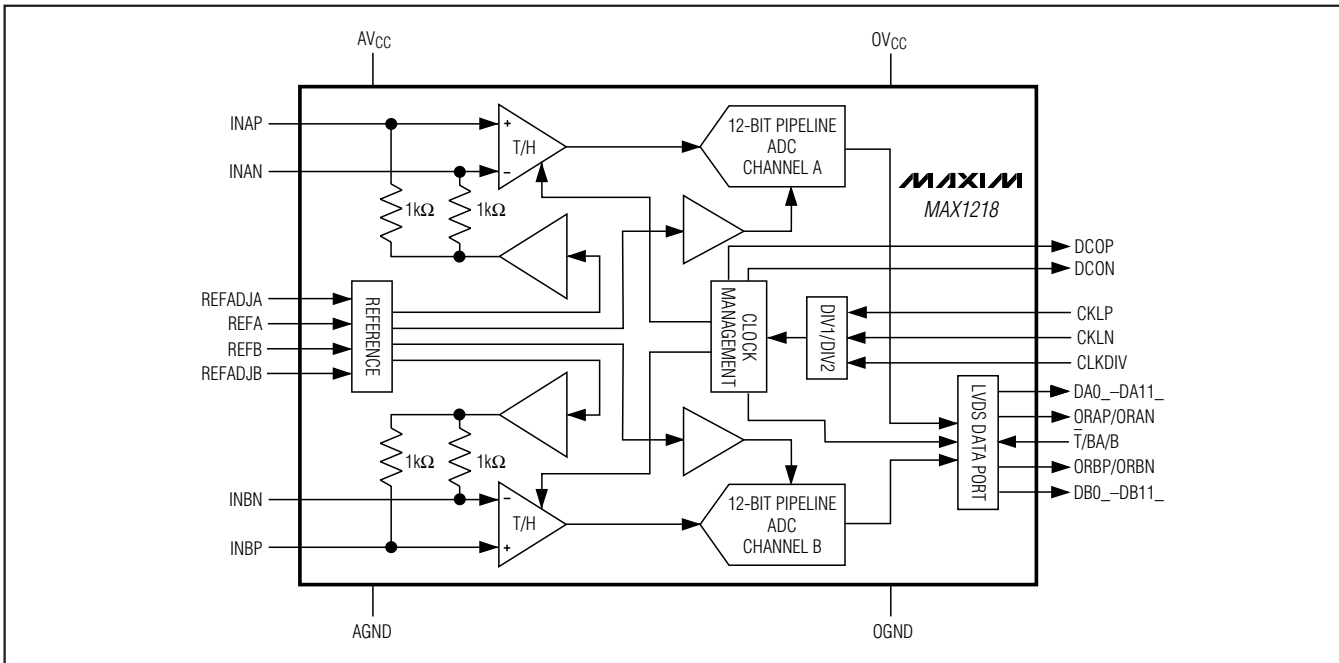 AVCC
OVCC
INAP
INAN
+
T/H
−
12-BIT PIPELINE
ADC
CHANNEL A
MAXIM
MAX1218
1kΩ
1kΩ
REFADJA
REFA
REFB
REFADJB
REFERENCE
CLOCK
MANAGEMENT
DIV1/DIV2
DCOP
DCON
CKLP
CKLN
CLKDIV
LVDS DATA PORT
DA0_–DA11_
ORAP/ORAN
T̅/BA/B
ORBP/ORBN
DB0_–DB11_
1kΩ
1kΩ
INBN
INBP
−
T/H
+
12-BIT PIPELINE
ADC
CHANNEL B
AGND
OGND